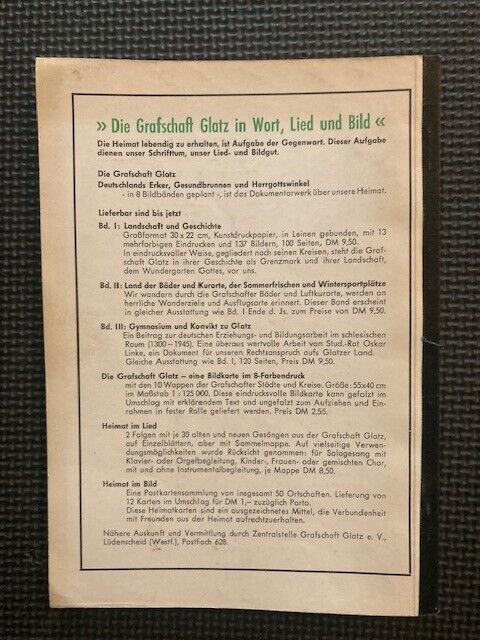 » Die Grafschaft Glatz in Wort, Lied und Bild «
Die Heimat lebendig zu erhalten, ist Aufgabe der Gegenwart. Dieser Aufgabe
dienen unser Schrifttum, unser Lied- und Bildgut.
Die Grafschaft Glatz
Deutschlands Erker, Gesundbrunnen und Herrgottswinkel
- in 8 Bildbänden geplant -, ist das Dokumentarwerk über unsere Heimat.
Lieferbar sind bis jetzt
Bd. I: Landschaft und Geschichte
Großformat 30 x 22 cm, Kunstdruckpapier, in Leinen gebunden, mit 13
mehrfarbigen Eindrucken und 137 Bildern, 100 Seiten, DM 9,50.
In eindrucksvoller Weise, gegliedert nach seinen Kreisen, steht die Graf-
schaft Glatz in ihrer Geschichte als Grenzmark und ihrer Landschaft,
dem Wundergarten Gottes, vor uns.
Bd. II: Land der Bäder und Kurorte, der Sommerfrischen und Wintersportplätze
Wir wandern durch die Grafschafter Bäder und Luftkurorte, werden an
herrliche Wanderziele und Ausflugsorte erinnert. Dieser Band erscheint
in gleicher Ausstattung wie Bd. I Ende d. Js. zum Preise von DM 9,50.
Bd. III: Gymnasium und Konvikt zu Glatz
Ein Beitrag zur deutschen Erziehungs- und Bildungsarbeit im schlesischen
Raum (1300-1945). Eine überaus wertvolle Arbeit von Stud.-Rat Oskar
Linke, ein Dokument für unseren Rechtsanspruch aufs Glatzer Land.
Gleiche Ausstattung wie Bd. I, 120 Seiten, Preis DM 9.50.
Die Grafschaft Glatz - eine Bildkarte im 8-Farbendruck
mit den 10 Wappen der Grafschafter Städte und Kreise. Größe: 55x40 cm
im Moßstab 1 : 125 000. Diese eindrucksvolle Bildkarte kann gefalzt im
Umschlag mit erklärendem Text und ungefalzt zum Aufziehen und Ein-
rahmen in fester Rolle geliefert werden. Preis DM 2,55.
Heimat im Lied
2 Folgen mit je 30 alten und neuen Gesängen aus der Grafschaft Glatz,
auf Einzelblättern, aber mit Sammelmappe. Auf vielseitige Verwen-
dungsmöglichkeiten wurde Rücksicht genommen: für Sologesang mit
Klavier- oder Orgelbegleitung, Kinder-, Frauen- oder gemischten Chor,
mit und ohne Instrumentalbegleitung, je Mappe DM 8,50.
Heimat im Bild
Eine Postkartensammlung von insgesamt 50 Ortschaften. Lieferung von
12 Karten im Umschlag für DM 1,- zuzüglich Porto.
Diese Heimatkarten sind ein ausgezeichnetes Mittel, die Verbundenheit
mit Freunden aus der Heimat aufrechtzuerhalten.
Nähere Auskunft und Vermittlung durch Zentralstelle Grafschaft Glatz e. V.,
Lüdenscheid (Westf.), Postfach 628.